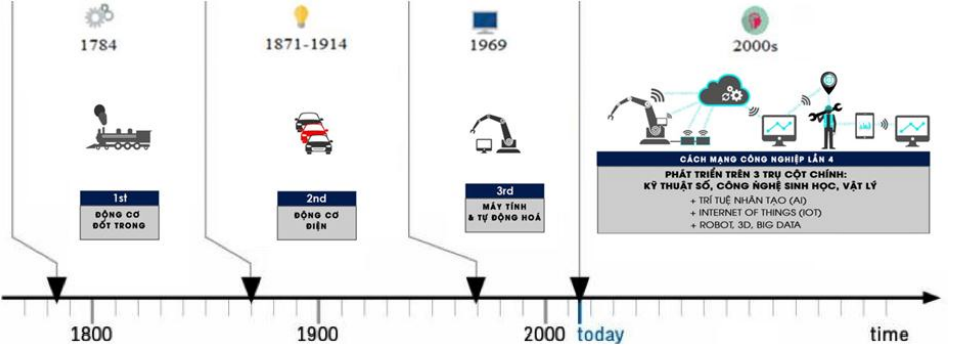 1784
1871-1914
1969
2000s
1st
ĐỘNG CƠ
ĐỐT TRONG
2nd
ĐỘNG CƠ
ĐIỆN
3rd
MÁY TÍNH
& TỰ ĐỘNG HOÁ
CÁCH MẠNG CÔNG NGHIỆP LẦN 4
PHÁT TRIỂN TRÊN 3 TRỤ CỘT CHÍNH:
KỸ THUẬT SỐ, CÔNG NGHỆ SINH HỌC, VẬT LÝ
+ TRÍ TUỆ NHÂN TẠO (AI)
+ INTERNET OF THINGS (IOT)
+ ROBOT, 3D, BIG DATA
1800
1900
2000
today
time